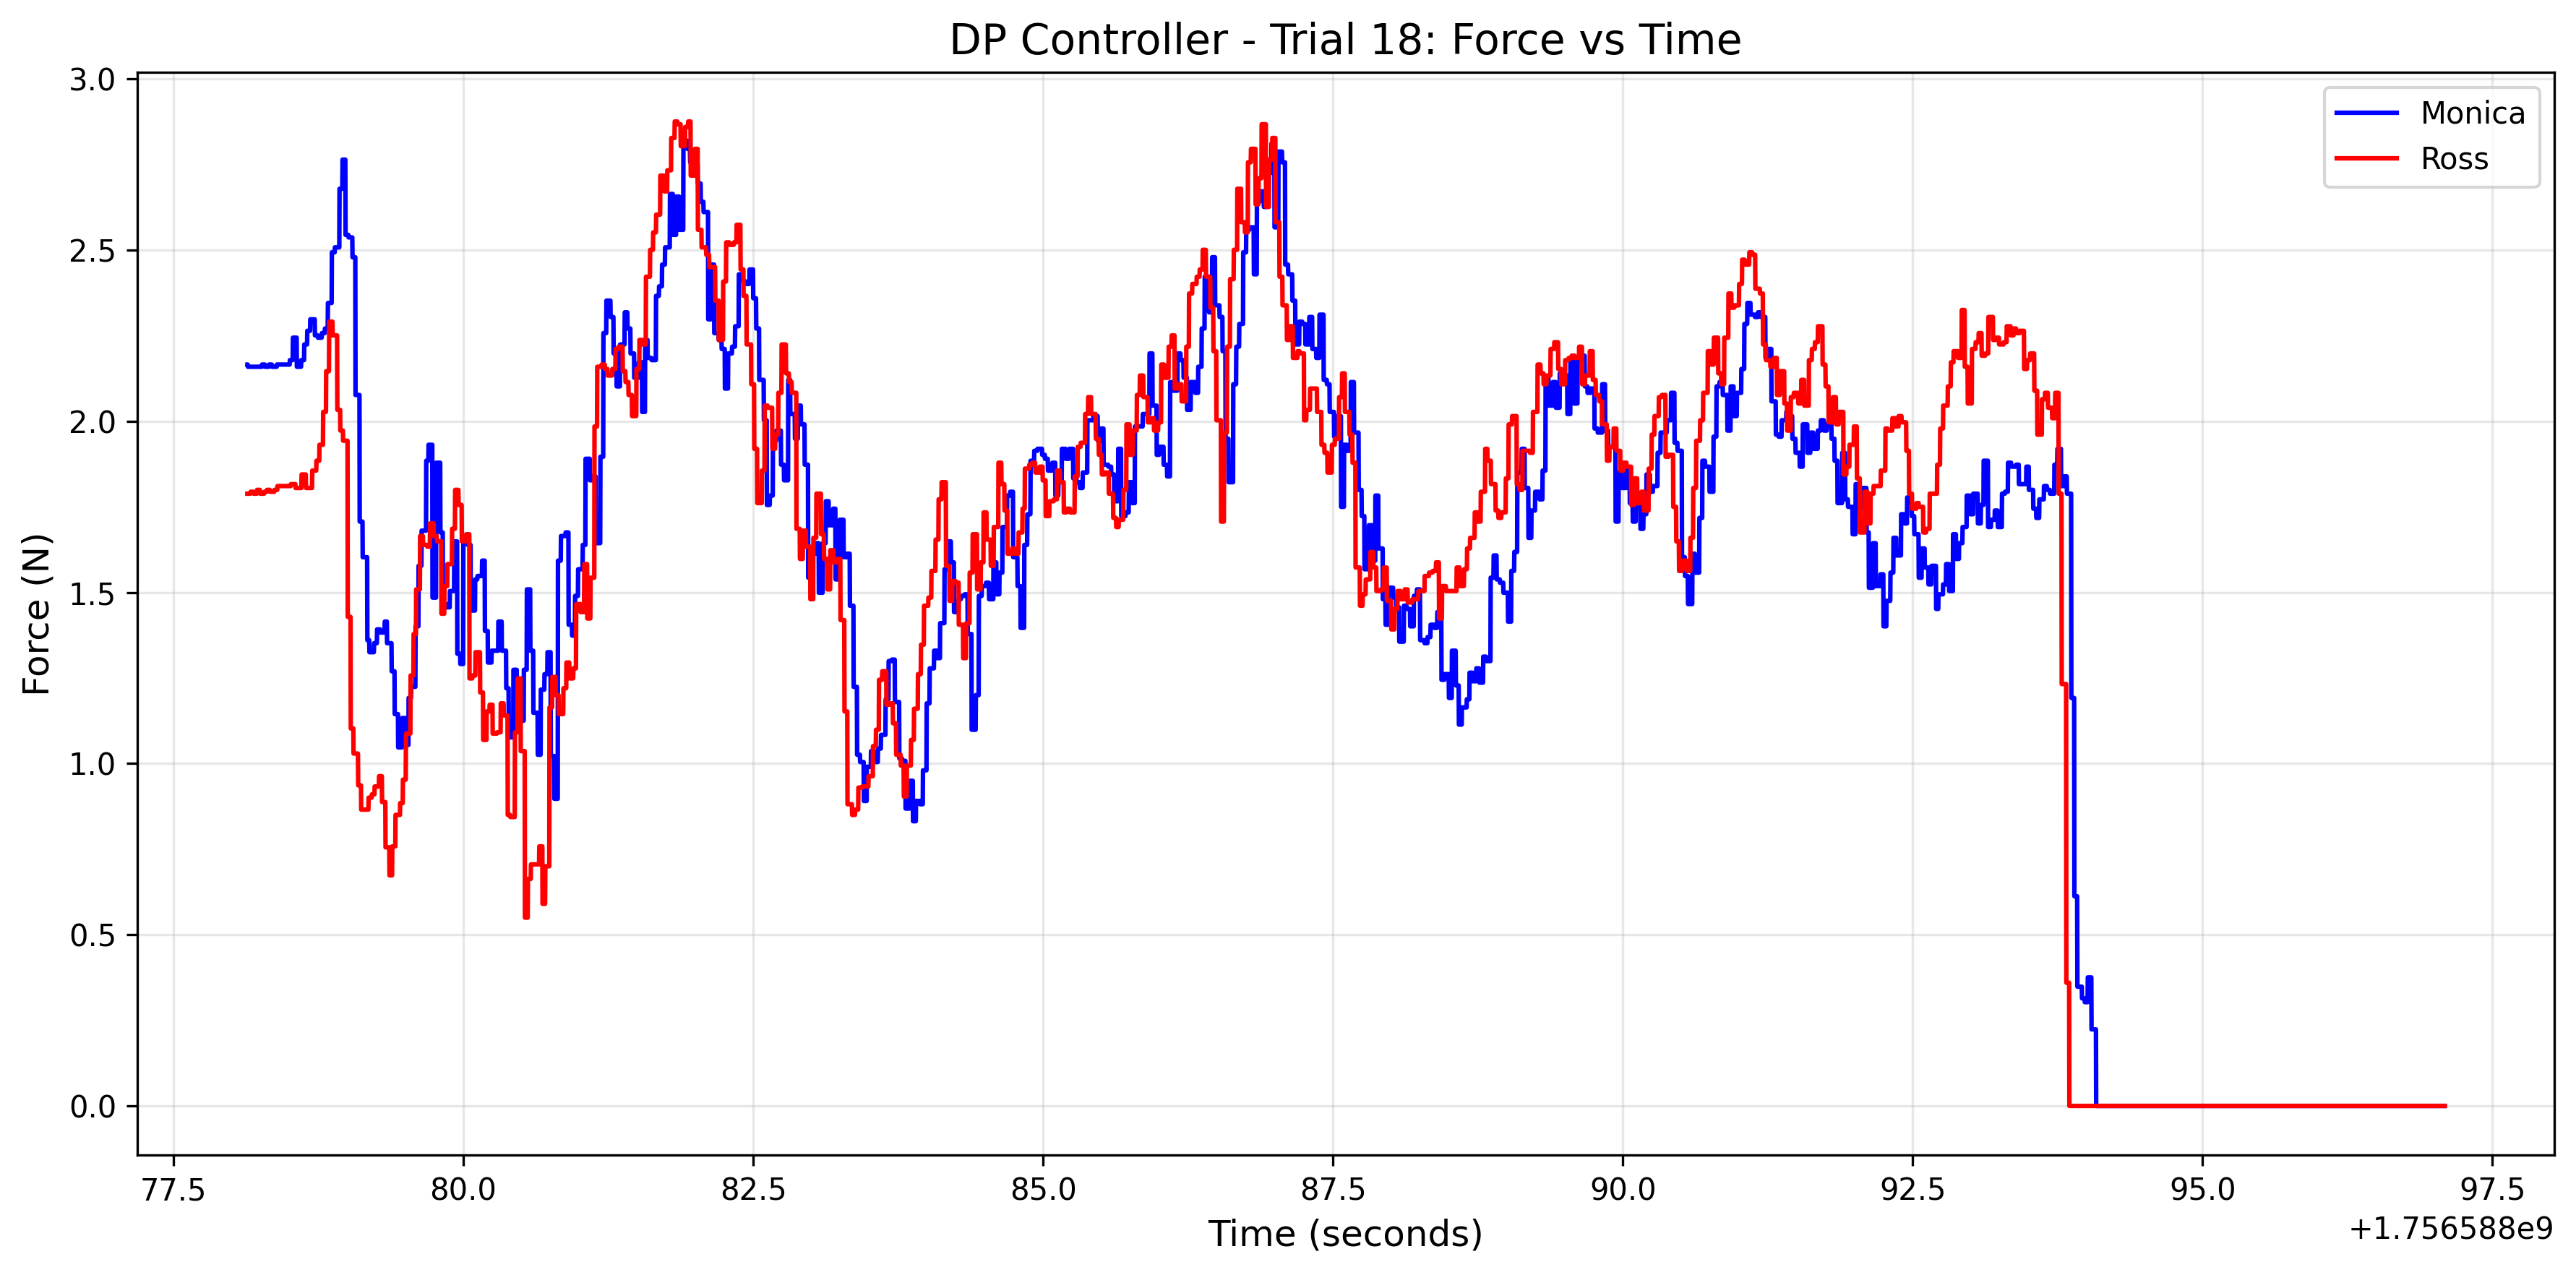 DP Controller - Trial 18: Force vs Time
Monica
Ross
Force (N)
3.0
2.5
2.0
1.5
1.0
0.5
0.0
77.5 80.0 82.5 85.0 87.5 90.0 92.5 95.0 97.5
Time (seconds)
+1.756588e9